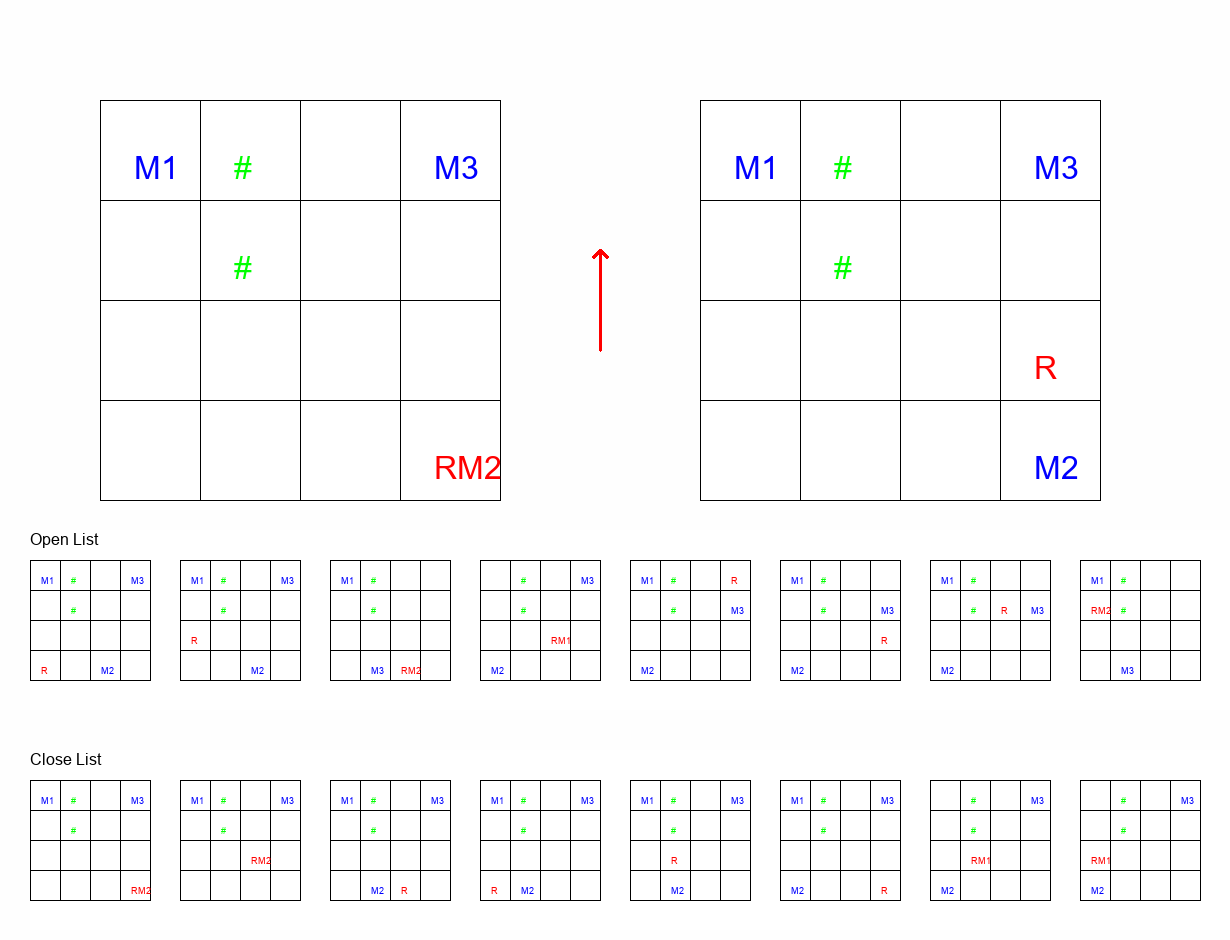 M1 # M3 M1 # M3
# #
R
RM2 M2
Open List
M1 # M3 M1 # M3 M1 # # M3 M1 # R M1 # M1 # M1 #
# # # # # M3 # M3 # R M3 RM2 #
R RM1 R
R M2 M2 M3 RM2 M2 M2 M2 M2 M3
Close List
M1 # M3 M1 # M3 M1 # M3 M1 # M3 M1 # M3 M1 # M3 # M3 # M3
# # # # # # # #
RM2 R RM1 RM1
RM2 M2 R R M2 M2 M2 R M2 M2